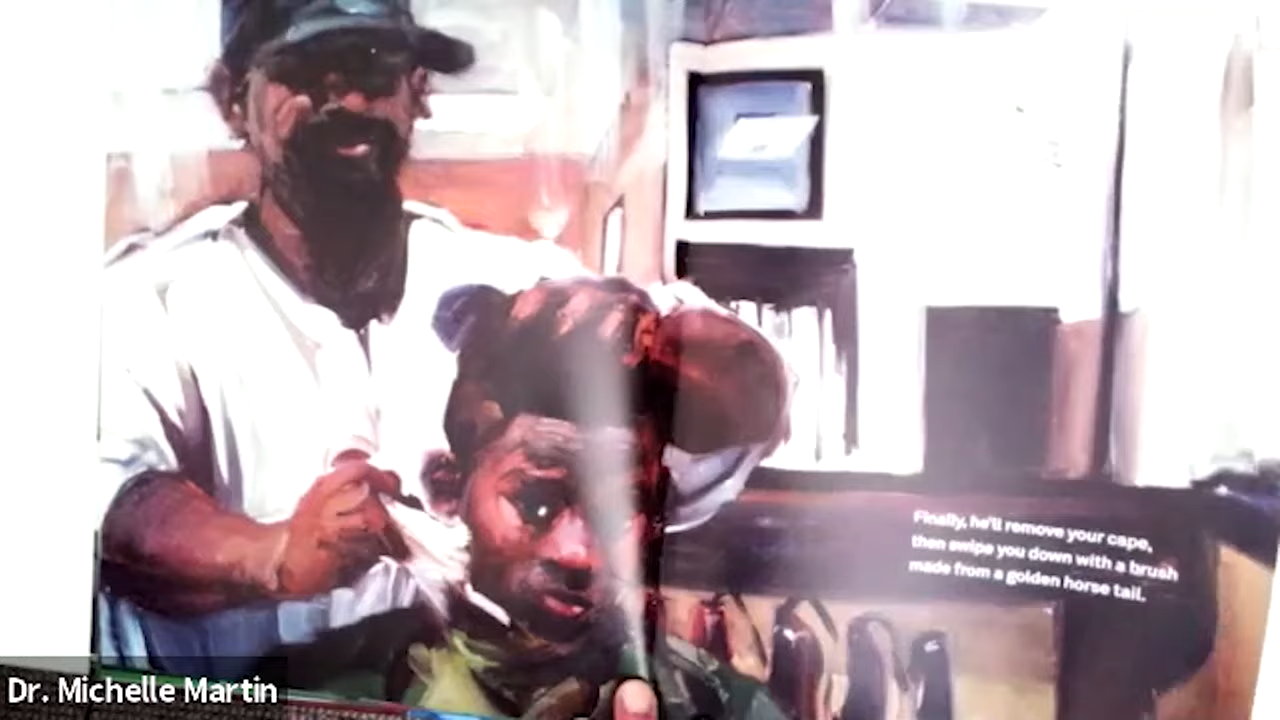 Finally, he'll remove your cape,
then swipe you down with a brush
made from a golden horse tail.
Dr. Michelle Martin